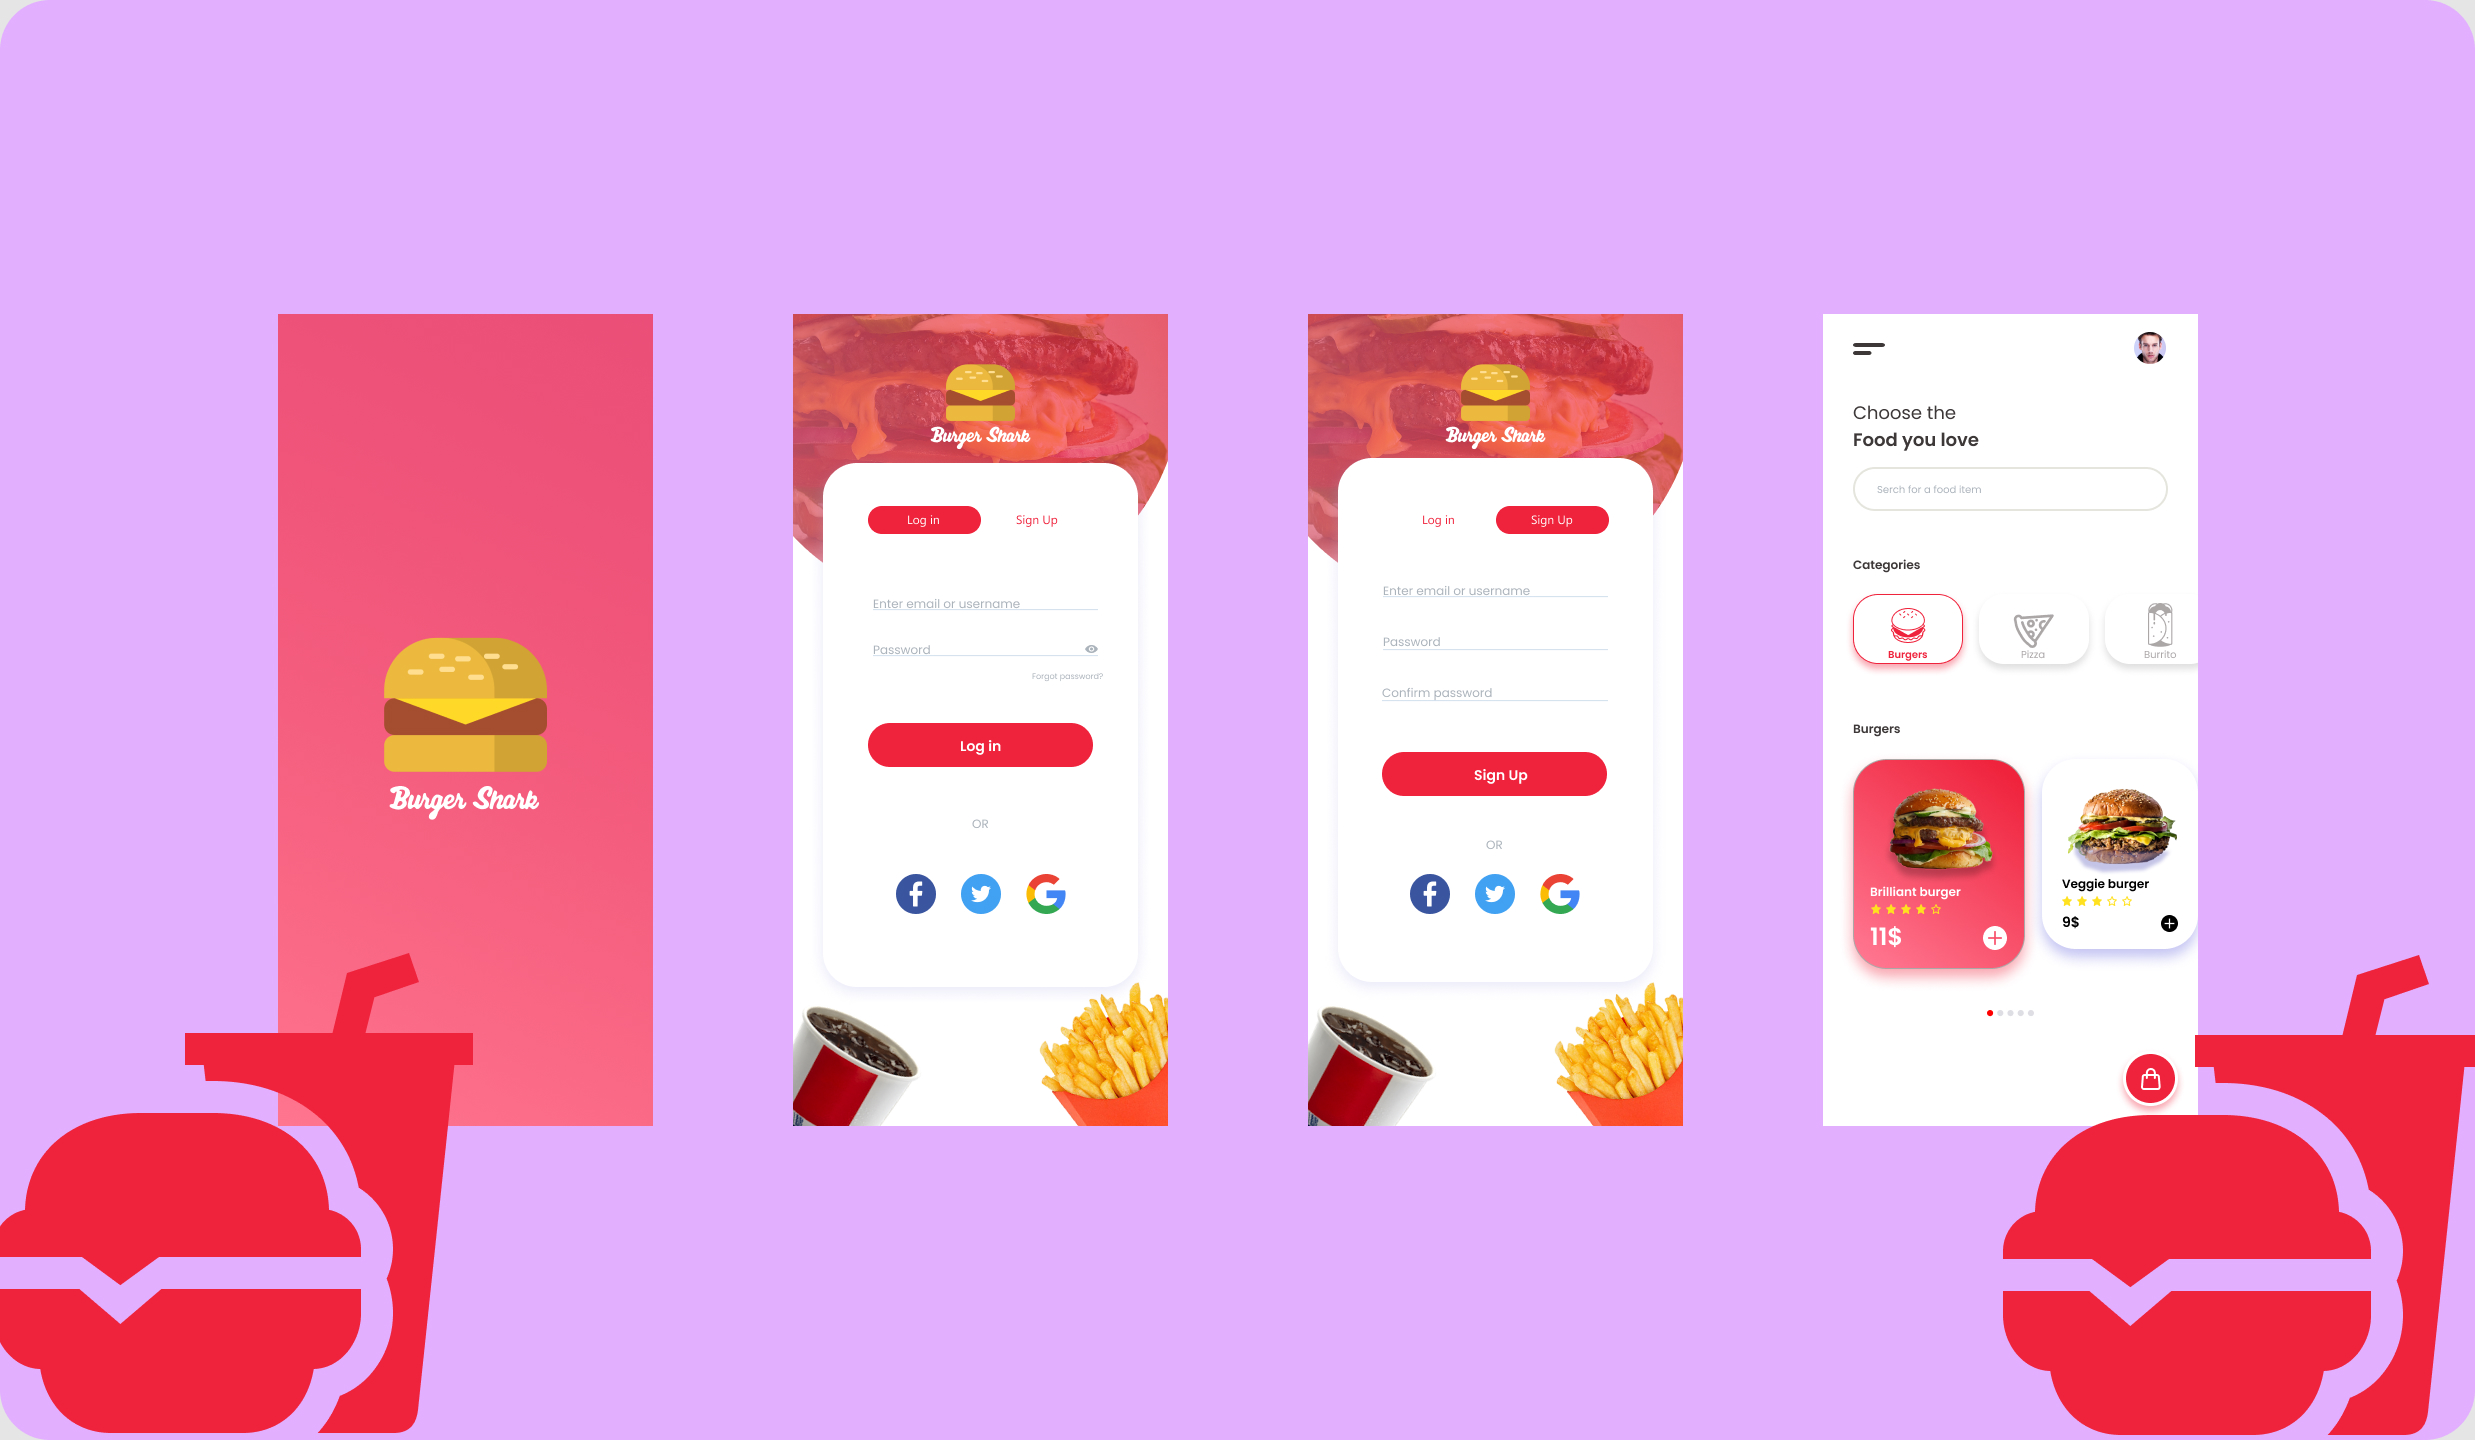 Burger Shark
Burger Shark
Log in
Sign Up
Enter email or username
Password
Forgot password?
Log in
OR
Burger Shark
Log in
Sign Up
Enter email or username
Password
Confirm password
Sign Up
OR
Choose the
Food you love
Serch for a food item
Categories
Burgers
Pizza
Burrito
Burgers
Brilliant burger
11$
Veggie burger
9$